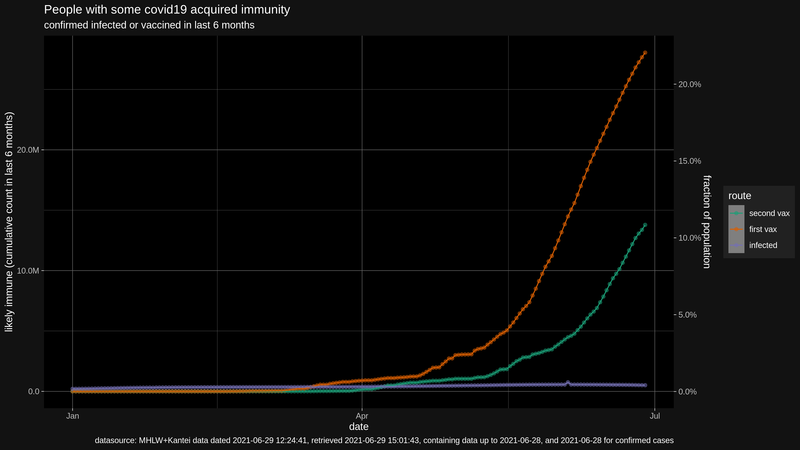 People with some covid19 acquired immunity
confirmed infected or vaccined in last 6 months
likely immune (cumulative count in last 6 months)
20.0M
10.0M
0.0
20.0%
15.0%
10.0%
5.0%
0.0%
fraction of population
route
second vax
first vax
infected
Jan
Apr
Jul
date
datasource: MHLW+Kantei data dated 2021-06-29 12:24:41, retrieved 2021-06-29 15:01:43, containing data up to 2021-06-28, and 2021-06-28 for confirmed cases